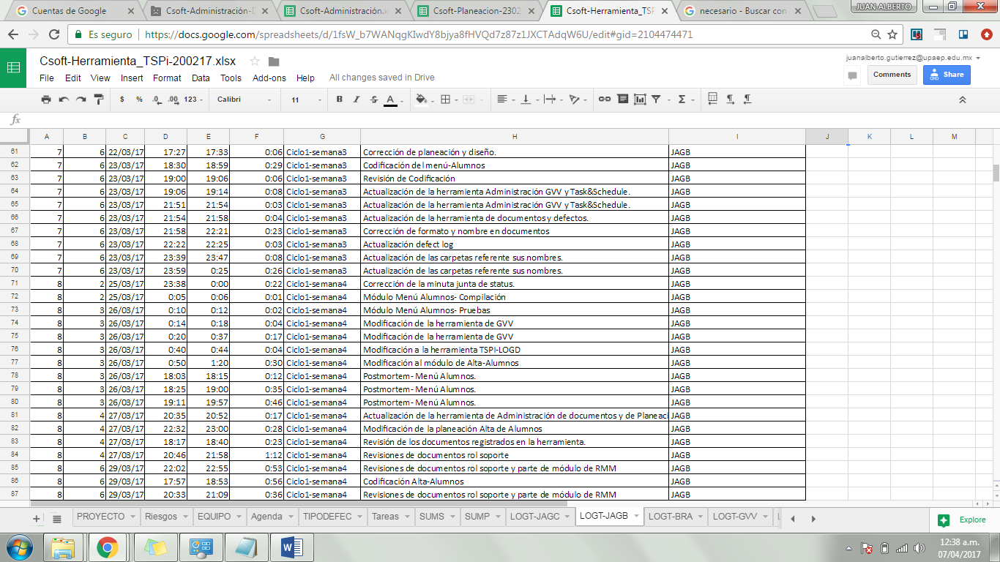 Cuentas de Google
Csoft-Administración-D
Csoft-Administración.x
Csoft-Planeacion-2302
Csoft-Herramienta_TSP
necesario - Buscar con
JUAN ALBERTO
Es seguro https://docs.google.com/spreadsheets/d/1fsW_b7WANqgKIwdY8bjya8fHVQd7z87z1JXCTAdqW6U/edit#gid=2104474471
Csoft-Herramienta_TSPi-200217.xlsx
juanalberto.gutierrez@upaep.edu.mx
File Edit View Insert Format Data Tools Add-ons Help All changes saved in Drive
Comments Share
$ % .0 .00 123 Calibri 11 B I S A
fx
A B C D E F G H I J K L M
61 7 6 22/03/17 17:27 17:33 0:06 Ciclo1-semana3 Corrección de planeación y diseño. JAGB
62 7 6 23/03/17 18:30 18:59 0:29 Ciclo1-semana3 Codificación del menú-Alumnos JAGB
63 7 6 23/03/17 19:00 19:06 0:06 Ciclo1-semana3 Revisión de Codificación JAGB
64 7 6 23/03/17 19:06 19:14 0:08 Ciclo1-semana3 Actualización de la herramienta Administración GVV y Task&Schedule. JAGB
65 7 6 23/03/17 21:51 21:54 0:03 Ciclo1-semana3 Actualización de la herramienta Administración GVV y Task&Schedule. JAGB
66 7 6 23/03/17 21:54 21:58 0:04 Ciclo1-semana3 Actualización de la herramienta de documentos y defectos. JAGB
67 7 6 23/03/17 21:58 22:21 0:23 Ciclo1-semana3 Corrección de formato y nombre en documentos JAGB
68 7 6 23/03/17 22:22 22:25 0:03 Ciclo1-semana3 Actualización defect log JAGB
69 7 6 23/03/17 23:39 23:47 0:08 Ciclo1-semana3 Actualización de las carpetas referente sus nombres. JAGB
70 7 6 23/03/17 23:59 0:25 0:26 Ciclo1-semana3 Actualización de las carpetas referente sus nombres. JAGB
71 8 2 25/03/17 23:38 0:00 0:22 Ciclo1-semana4 Corrección de la minuta junta de status. JAGB
72 8 2 25/03/17 0:05 0:06 0:01 Ciclo1-semana4 Módulo Menú Alumnos- Compilación JAGB
73 8 3 26/03/17 0:10 0:12 0:02 Ciclo1-semana4 Módulo Menú Alumnos- Pruebas JAGB
74 8 3 26/03/17 0:14 0:18 0:04 Ciclo1-semana4 Modificación de la herramienta de GVV JAGB
75 8 3 26/03/17 0:20 0:37 0:17 Ciclo1-semana4 Modificación de la herramienta de GVV JAGB
76 8 3 26/03/17 0:40 0:44 0:04 Ciclo1-semana4 Modificación a la herramienta TSPI-LOGD JAGB
77 8 3 26/03/17 0:50 1:20 0:30 Ciclo1-semana4 Modificación al módulo de Alta-Alumnos JAGB
78 8 3 26/03/17 18:03 18:15 0:12 Ciclo1-semana4 Postmortem- Menú Alumnos. JAGB
79 8 3 26/03/17 18:25 19:00 0:35 Ciclo1-semana4 Postmortem- Menú Alumnos. JAGB
80 8 3 26/03/17 19:11 19:57 0:46 Ciclo1-semana4 Postmortem- Menú Alumnos. JAGB
81 8 4 27/03/17 20:35 20:52 0:17 Ciclo1-semana4 Actualización de la herramienta de Administración de documentos y de Planeaci JAGB
82 8 4 27/03/17 22:32 23:00 0:28 Ciclo1-semana4 Modificación de la planeación Alta de Alumnos JAGB
83 8 4 27/03/17 18:17 18:40 0:23 Ciclo1-semana4 Revisión de los documentos registrados en la herramienta. JAGB
84 8 4 27/03/17 20:46 21:58 1:12 Ciclo1-semana4 Revisiones de documentos rol soporte JAGB
85 8 6 29/03/17 22:02 22:55 0:53 Ciclo1-semana4 Revisiones de documentos rol soporte y parte de módulo de RMM JAGB
86 8 6 29/03/17 17:57 18:53 0:56 Ciclo1-semana4 Codificación Alta-Alumnos JAGB
87 8 6 29/03/17 20:33 21:09 0:36 Ciclo1-semana4 Revisiones de documentos rol soporte y parte de módulo de RMM JAGB
PROYECTO Riesgos EQUIPO Agenda TIPODEFEC Tareas SUMS SUMP LOGT-JAGC LOGT-JAGB LOGT-BRA LOGT-GVV Explore
12:38 a.m.
07/04/2017